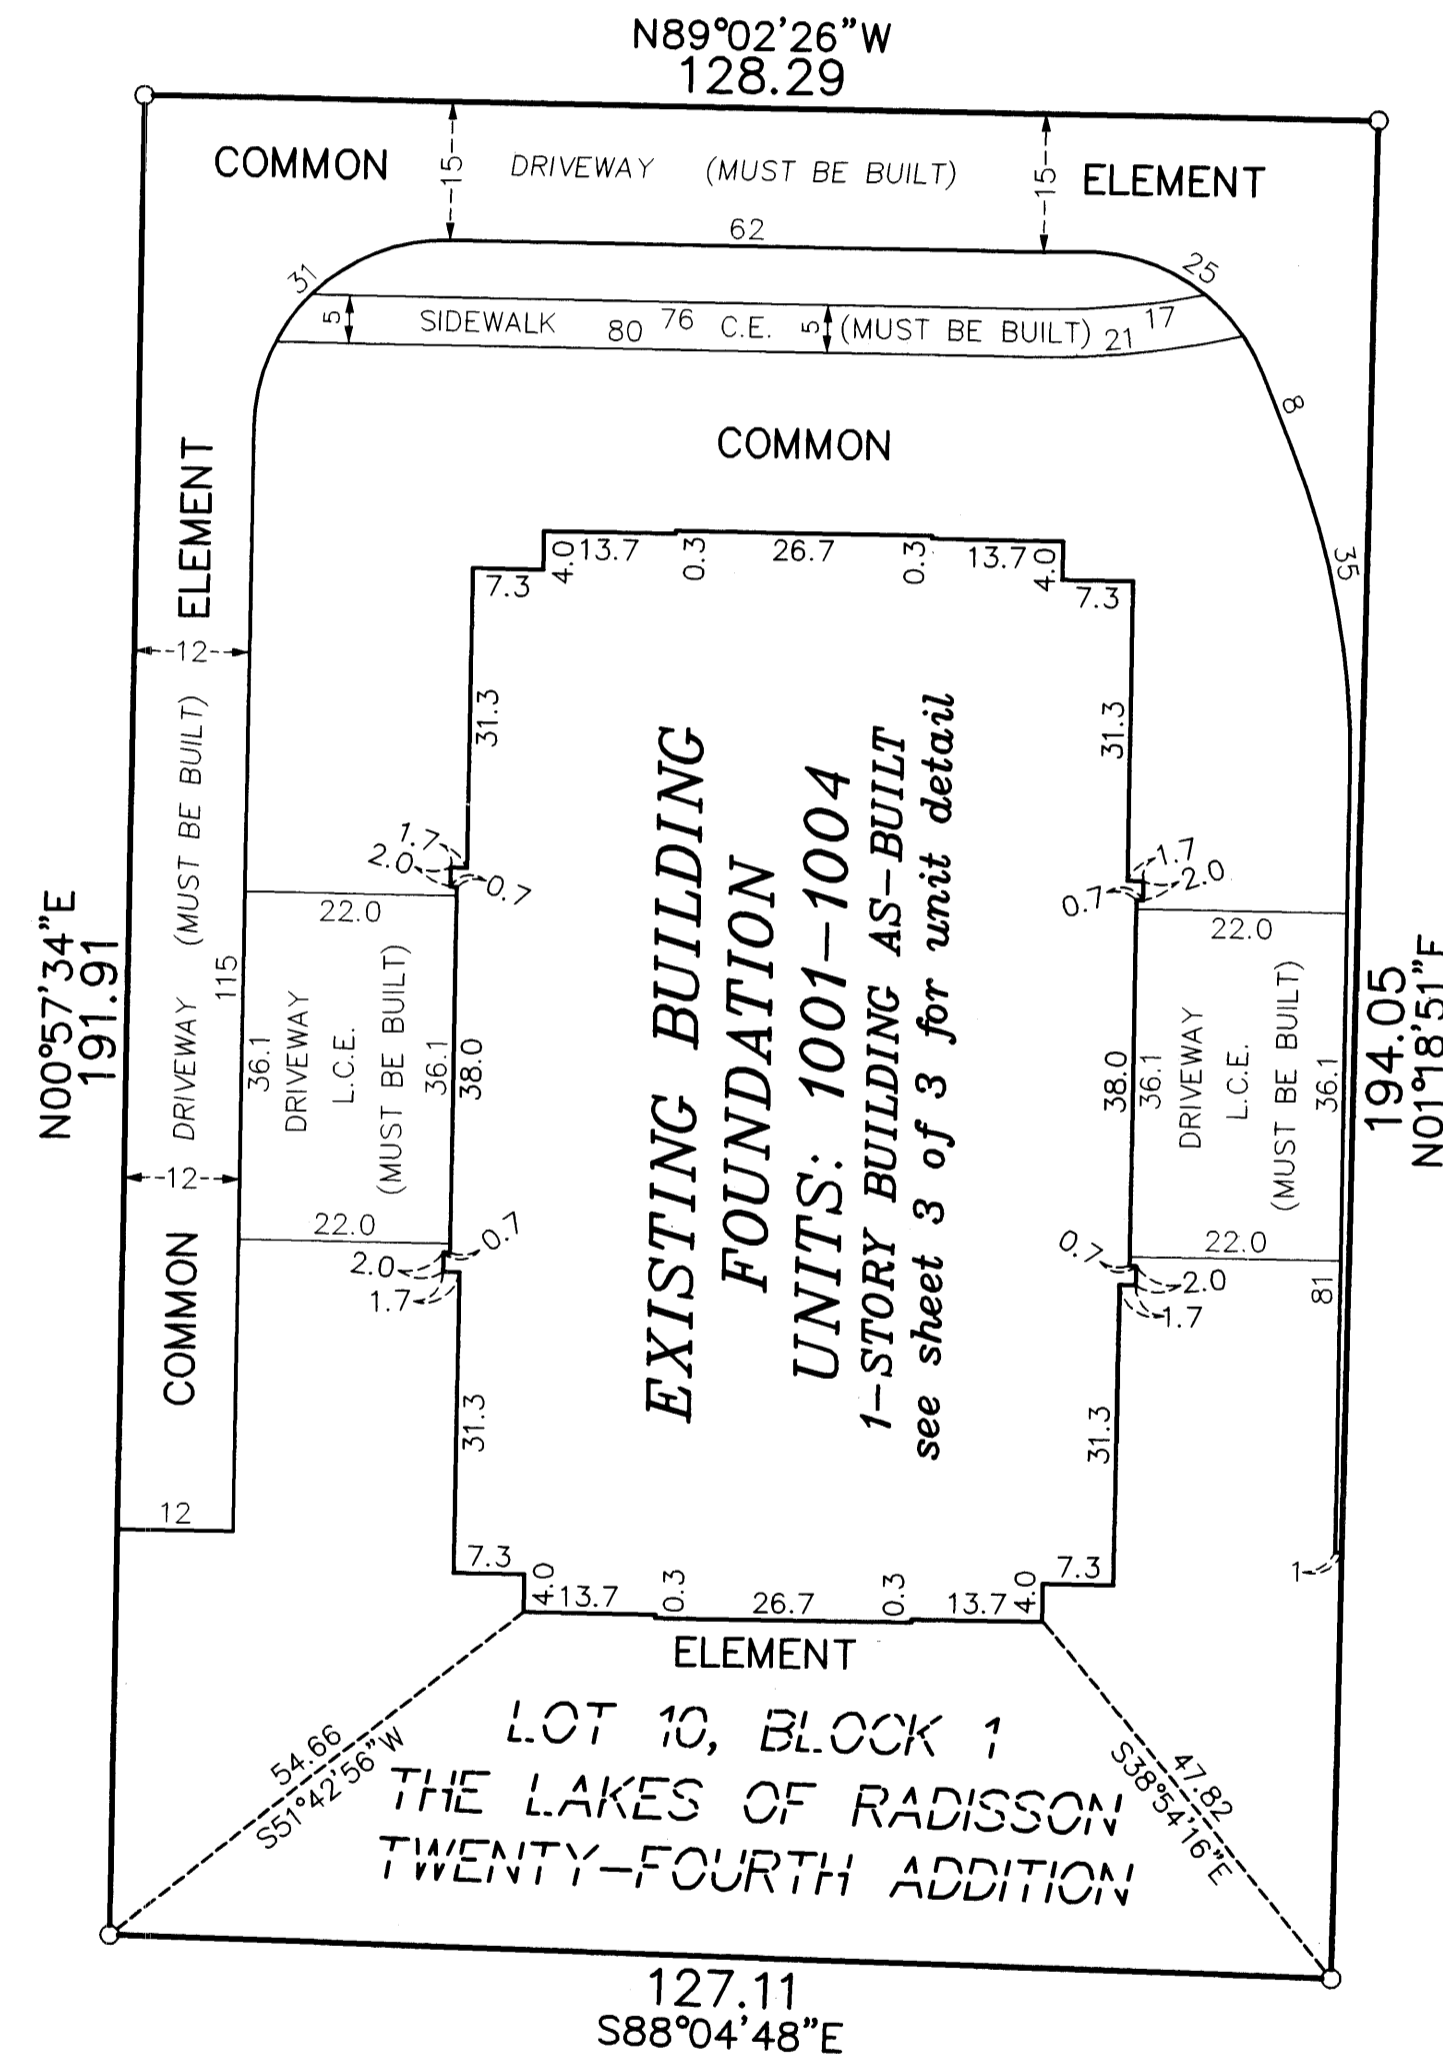 N89°02'26"W
128.29
COMMON
15
DRIVEWAY (MUST BE BUILT)
15
ELEMENT
62
31
25
5
SIDEWALK 80 76 C.E. 5 (MUST BE BUILT) 21 17
8
COMMON
ELEMENT
35
4.0 13.7 0.3 26.7 0.3 13.7 4.0
7.3
7.3
12
31.3
31.3
DRIVEWAY (MUST BE BUILT)
1.7
2.0
0.7
1.7
2.0
0.7
22.0
22.0
N00°57'34"E
191.91
115
36.1
DRIVEWAY
L.C.E.
(MUST BE BUILT)
36.1
38.0
EXISTING BUILDING
FOUNDATION
UNITS: 1001-1004
1-STORY BUILDING AS-BUILT
see sheet 3 of 3 for unit detail
38.0
36.1
DRIVEWAY
L.C.E.
(MUST BE BUILT)
36.1
194.05
N01°18'51"E
12
22.0
0.7
2.0
1.7
0.7
22.0
2.0
1.7
81
COMMON
31.3
31.3
12
7.3
7.3
1
4.0 13.7 0.3 26.7 0.3 13.7 4.0
ELEMENT
LOT 10, BLOCK 1
THE LAKES OF RADISSON
TWENTY-FOURTH ADDITION
54.66
S51°42'56"W
47.82
S38°54'16"E
127.11
S88°04'48"E